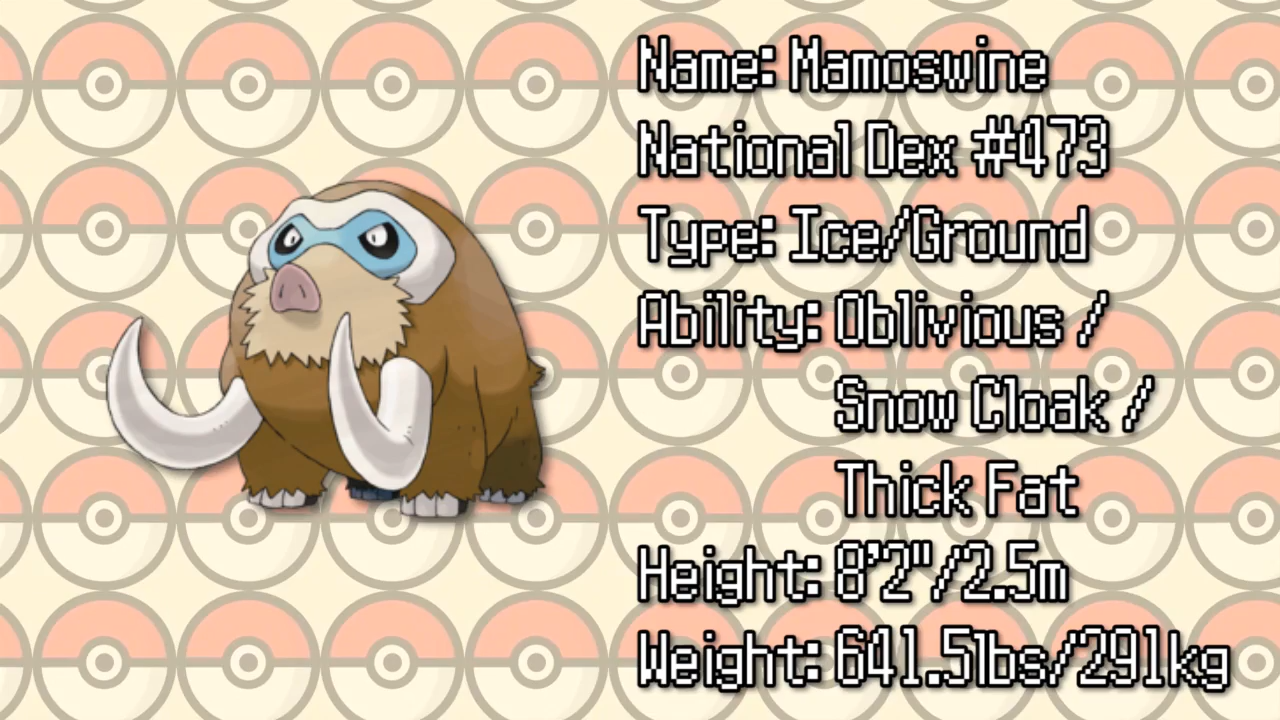 Name: Mamoswine
National Dex #473
Type: Ice/Ground
Ability: Oblivious /
Snow Cloak /
Thick Fat
Height: 8'2"/2.5m
Weight: 641.5lbs/291kg